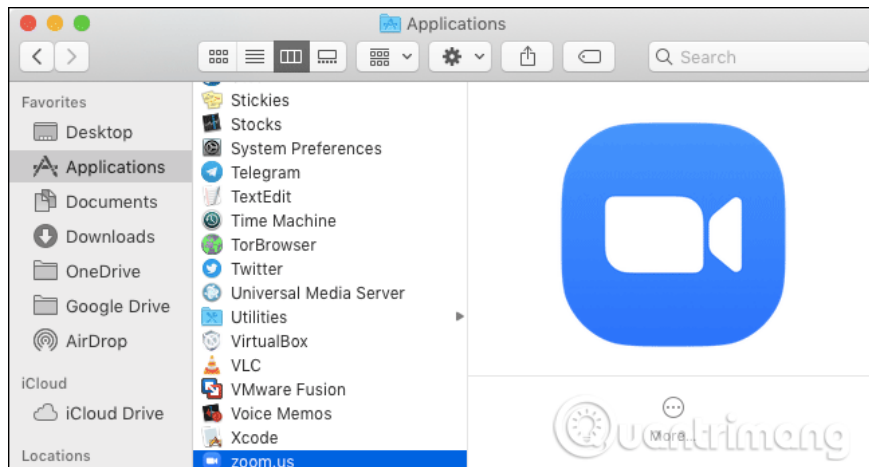 Applications
Search
Favorites
Desktop
Applications
Documents
Downloads
OneDrive
Google Drive
AirDrop
iCloud
iCloud Drive
Locations
Stickies
Stocks
System Preferences
Telegram
TextEdit
Time Machine
TorBrowser
Twitter
Universal Media Server
Utilities
VirtualBox
VLC
VMware Fusion
Voice Memos
Xcode
zoom.us
More...
Quantrimang